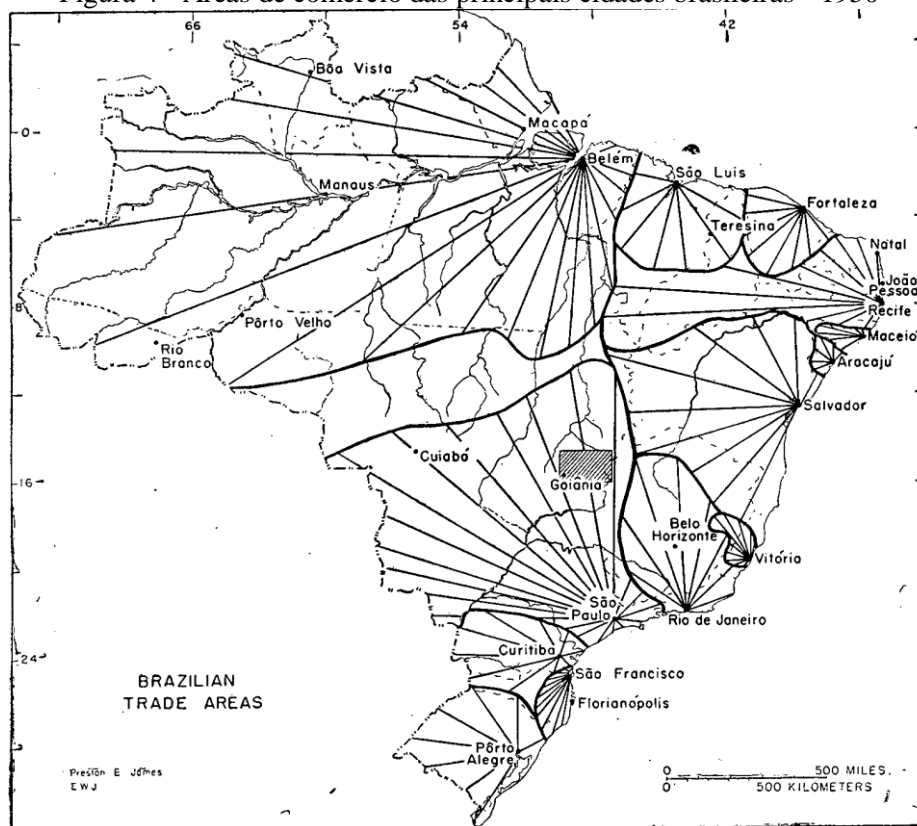 Figura 4 - Áreas de comércio das principais cidades brasileiras - 1950
66
54
42
Bôa Vista
0
Macapá
Belém
São Luis
Manaus
Fortaleza
Teresina
Natal
João
Pessoa
8
Recife
Pôrto Velho
Maceió
Rio
Branco
Aracajú
Salvador
Cuiabá
16
Goiânia
Belo
Horizonte
Vitória
São
Paulo
Rio de Janeiro
Curitiba
24
São Francisco
BRAZILIAN
TRADE AREAS
Florianópolis
Pôrto
Alegre
Preston E James
EWJ
0 500 MILES.
0 500 KILOMETERS